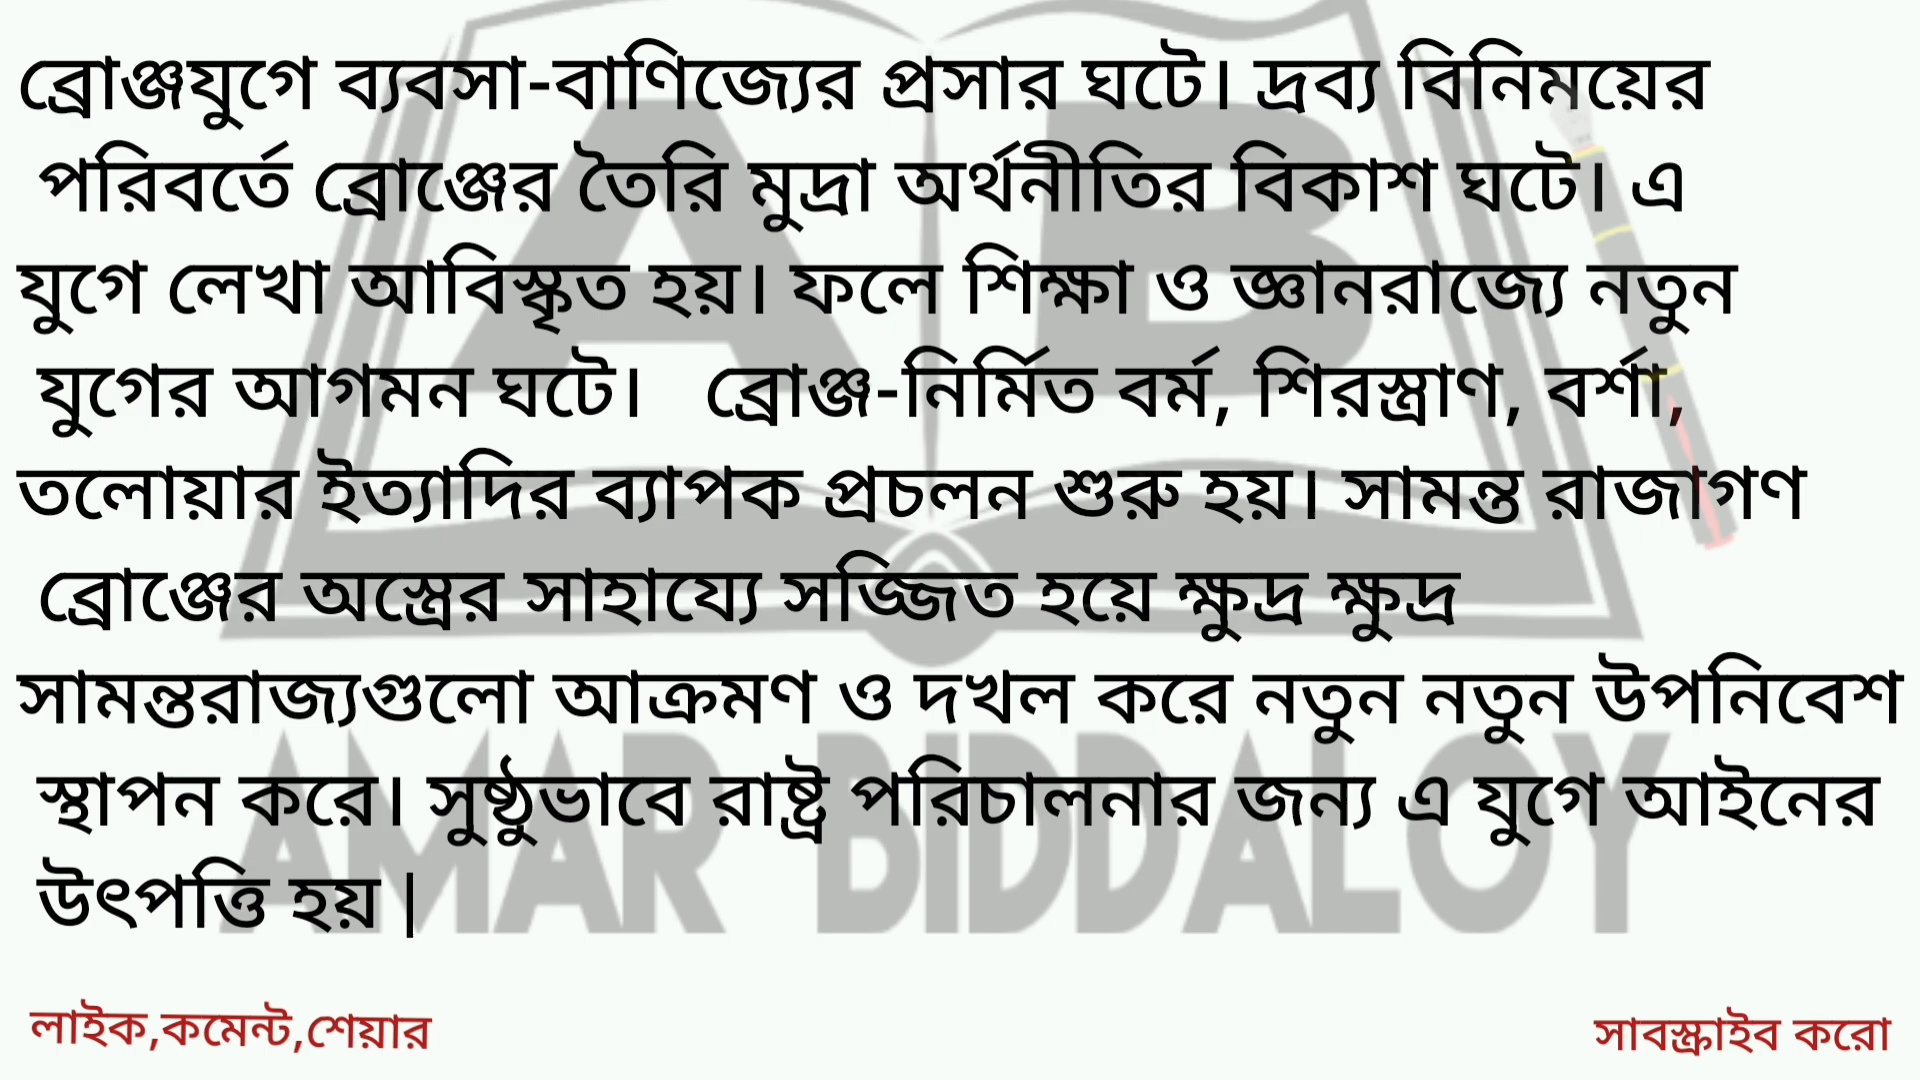 ব্রোঞ্জযুগে ব্যবসা-বাণিজ্যের প্রসার ঘটে। দ্রব্য বিনিময়ের
পরিবর্তে ব্রোঞ্জের তৈরি মুদ্রা অর্থনীতির বিকাশ ঘটে। এ
যুগে লেখা আবিস্কৃত হয়। ফলে শিক্ষা ও জ্ঞানরাজ্যে নতুন
যুগের আগমন ঘটে। ব্রোঞ্জ-নির্মিত বর্ম, শিরস্ত্রাণ, বর্শা,
তলোয়ার ইত্যাদির ব্যাপক প্রচলন শুরু হয়। সামন্ত রাজাগণ
ব্রোঞ্জের অস্ত্রের সাহায্যে সজ্জিত হয়ে ক্ষুদ্র ক্ষুদ্র
সামন্তরাজ্যগুলো আক্রমণ ও দখল করে নতুন নতুন উপনিবেশ
স্থাপন করে। সুষ্ঠুভাবে রাষ্ট্র পরিচালনার জন্য এ যুগে আইনের
উৎপত্তি হয় |
AB
AMAR BIDDALOY
লাইক,কমেন্ট,শেয়ার
সাবস্ক্রাইব করো